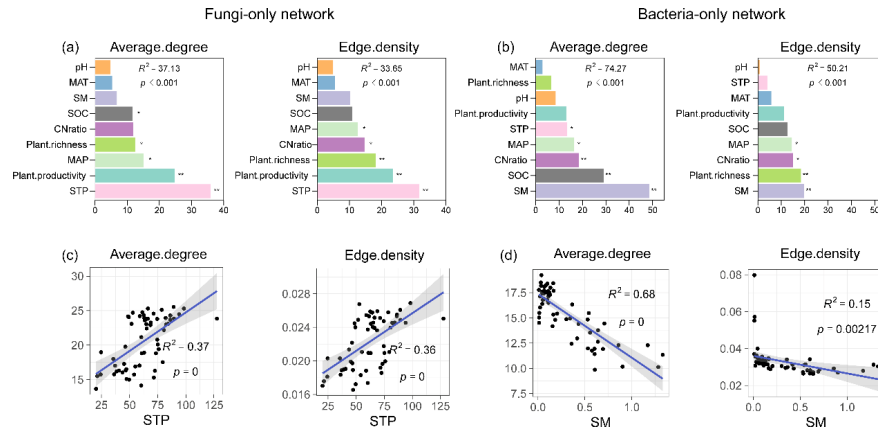 Fungi-only network
Bacteria-only network
(a)
Average.degree
Edge.density
(b)
Average.degree
Edge.density
pH
MAT
SM
SOC
CNratio
Plant.richness
MAP
Plant.productivity
STP
R² – 37.13
p < 0.001
*
*
**
**
0
10
20
30
40
pH
MAT
SM
SOC
MAP
CNratio
Plant.richness
Plant.productivity
STP
R² – 33.65
p < 0.001
*
**
**
**
0
10
20
30
40
MAT
Plant.richness
pH
Plant.productivity
STP
MAP
CNratio
SOC
SM
R² – 74.27
p < 0.001
*
*
**
**
**
0
10
20
30
40
50
pH
STP
MAT
Plant.productivity
SOC
MAP
CNratio
Plant.richness
SM
R² – 50.21
p < 0.001
*
*
**
**
0
10
20
30
40
50
(c)
Average.degree
Edge.density
(d)
Average.degree
Edge.density
30
25
20
15
R² – 0.37
p = 0
25
50
75
100
125
STP
0.028
0.024
0.020
0.016
R² – 0.36
p = 0
25
50
75
100
125
STP
17.5
15.0
12.5
10.0
7.5
R² = 0.68
p = 0
0.0
0.5
1.0
SM
0.08
0.06
0.04
0.02
R² = 0.15
p = 0.00217
0.0
0.5
1.0
SM